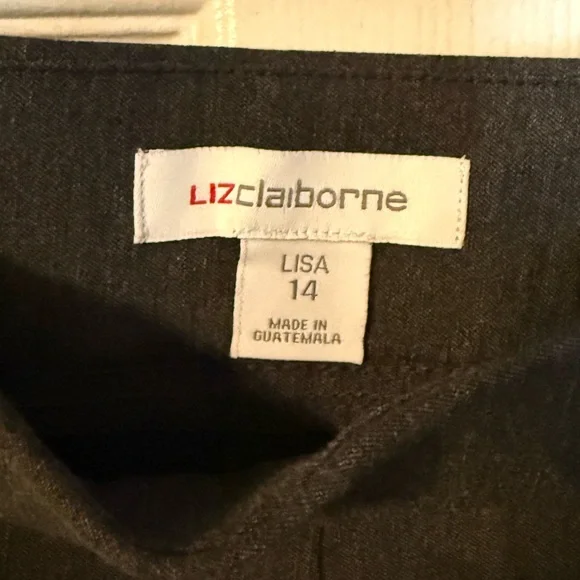 LIZclaiborne
LISA
14
MADE IN
GUATEMALA